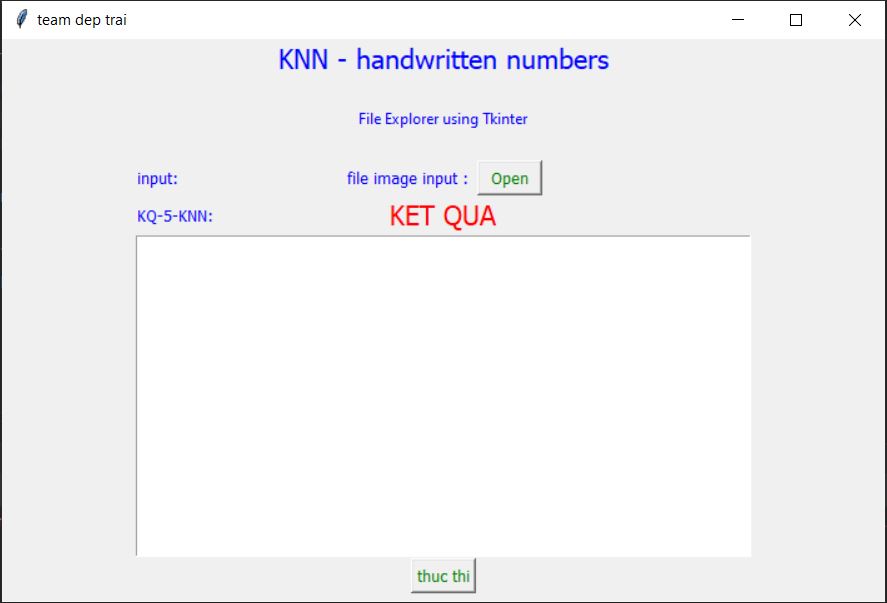 team dep trai
KNN - handwritten numbers
File Explorer using Tkinter
input: file image input : Open
KQ-5-KNN: KET QUA
thuc thi